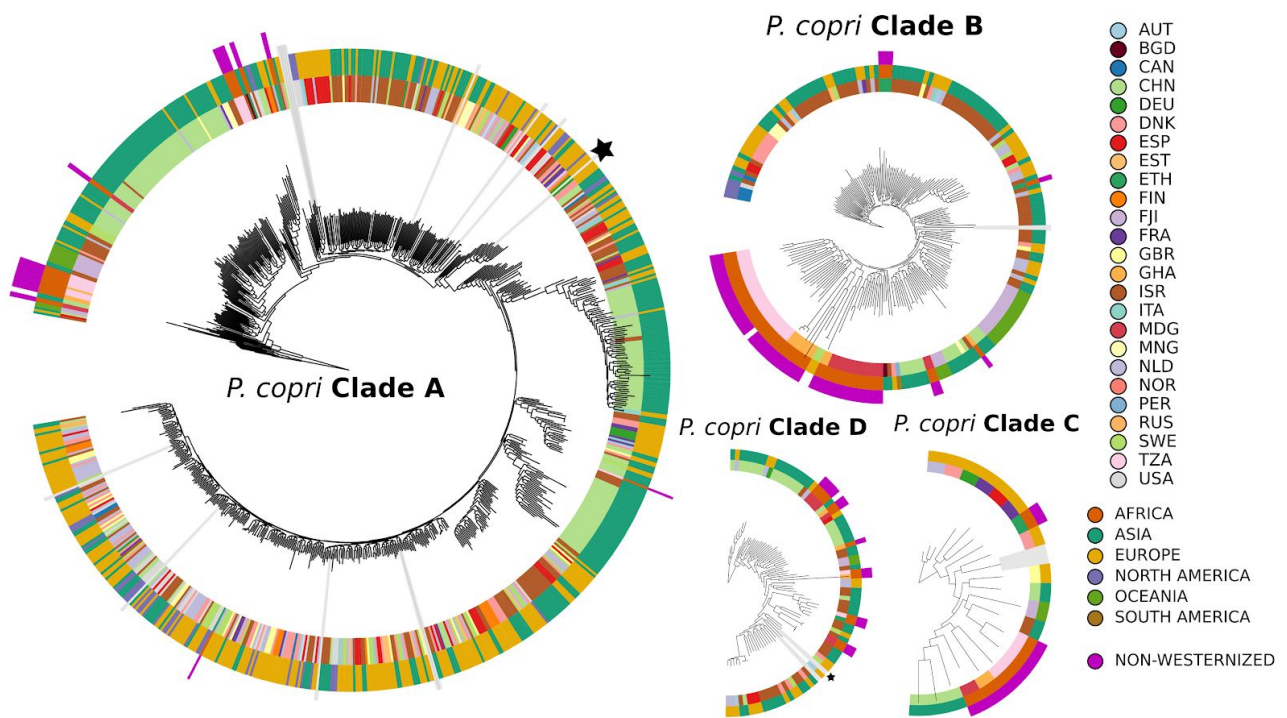 P. copri Clade A
P. copri Clade B
P. copri Clade D
P. copri Clade C
AUT
BGD
CAN
CHN
DEU
DNK
ESP
EST
ETH
FIN
FJI
FRA
GBR
GHA
ISR
ITA
MDG
MNG
NLD
NOR
PER
RUS
SWE
TZA
USA
AFRICA
ASIA
EUROPE
NORTH AMERICA
OCEANIA
SOUTH AMERICA
NON-WESTERNIZED